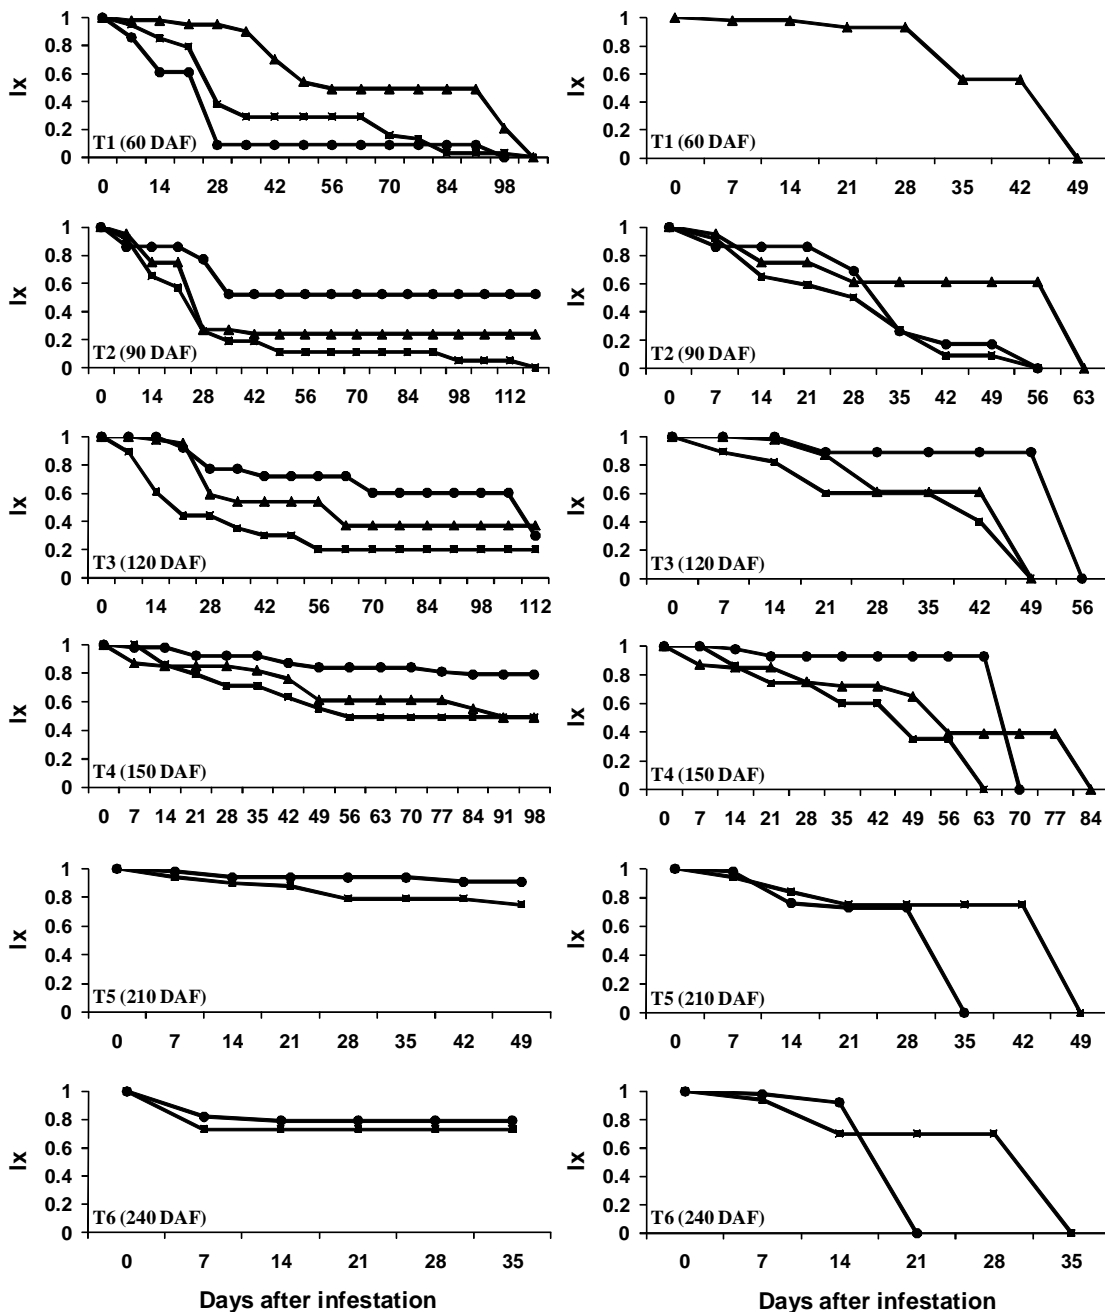 1
0.8
0.6
0.4
0.2
0
lx
T1 (60 DAF)
0 14 28 42 56 70 84 98
1
0.8
0.6
0.4
0.2
0
lx
T1 (60 DAF)
0 7 14 21 28 35 42 49
1
0.8
0.6
0.4
0.2
0
lx
T2 (90 DAF)
0 14 28 42 56 70 84 98 112
1
0.8
0.6
0.4
0.2
0
lx
T2 (90 DAF)
0 7 14 21 28 35 42 49 56 63
1
0.8
0.6
0.4
0.2
0
lx
T3 (120 DAF)
0 14 28 42 56 70 84 98 112
1
0.8
0.6
0.4
0.2
0
lx
T3 (120 DAF)
0 7 14 21 28 35 42 49 56
1
0.8
0.6
0.4
0.2
0
lx
T4 (150 DAF)
0 7 14 21 28 35 42 49 56 63 70 77 84 91 98
1
0.8
0.6
0.4
0.2
0
lx
T4 (150 DAF)
0 7 14 21 28 35 42 49 56 63 70 77 84
1
0.8
0.6
0.4
0.2
0
lx
T5 (210 DAF)
0 7 14 21 28 35 42 49
1
0.8
0.6
0.4
0.2
0
lx
T5 (210 DAF)
0 7 14 21 28 35 42 49
1
0.8
0.6
0.4
0.2
0
lx
T6 (240 DAF)
0 7 14 21 28 35
Days after infestation
1
0.8
0.6
0.4
0.2
0
lx
T6 (240 DAF)
0 7 14 21 28 35
Days after infestation